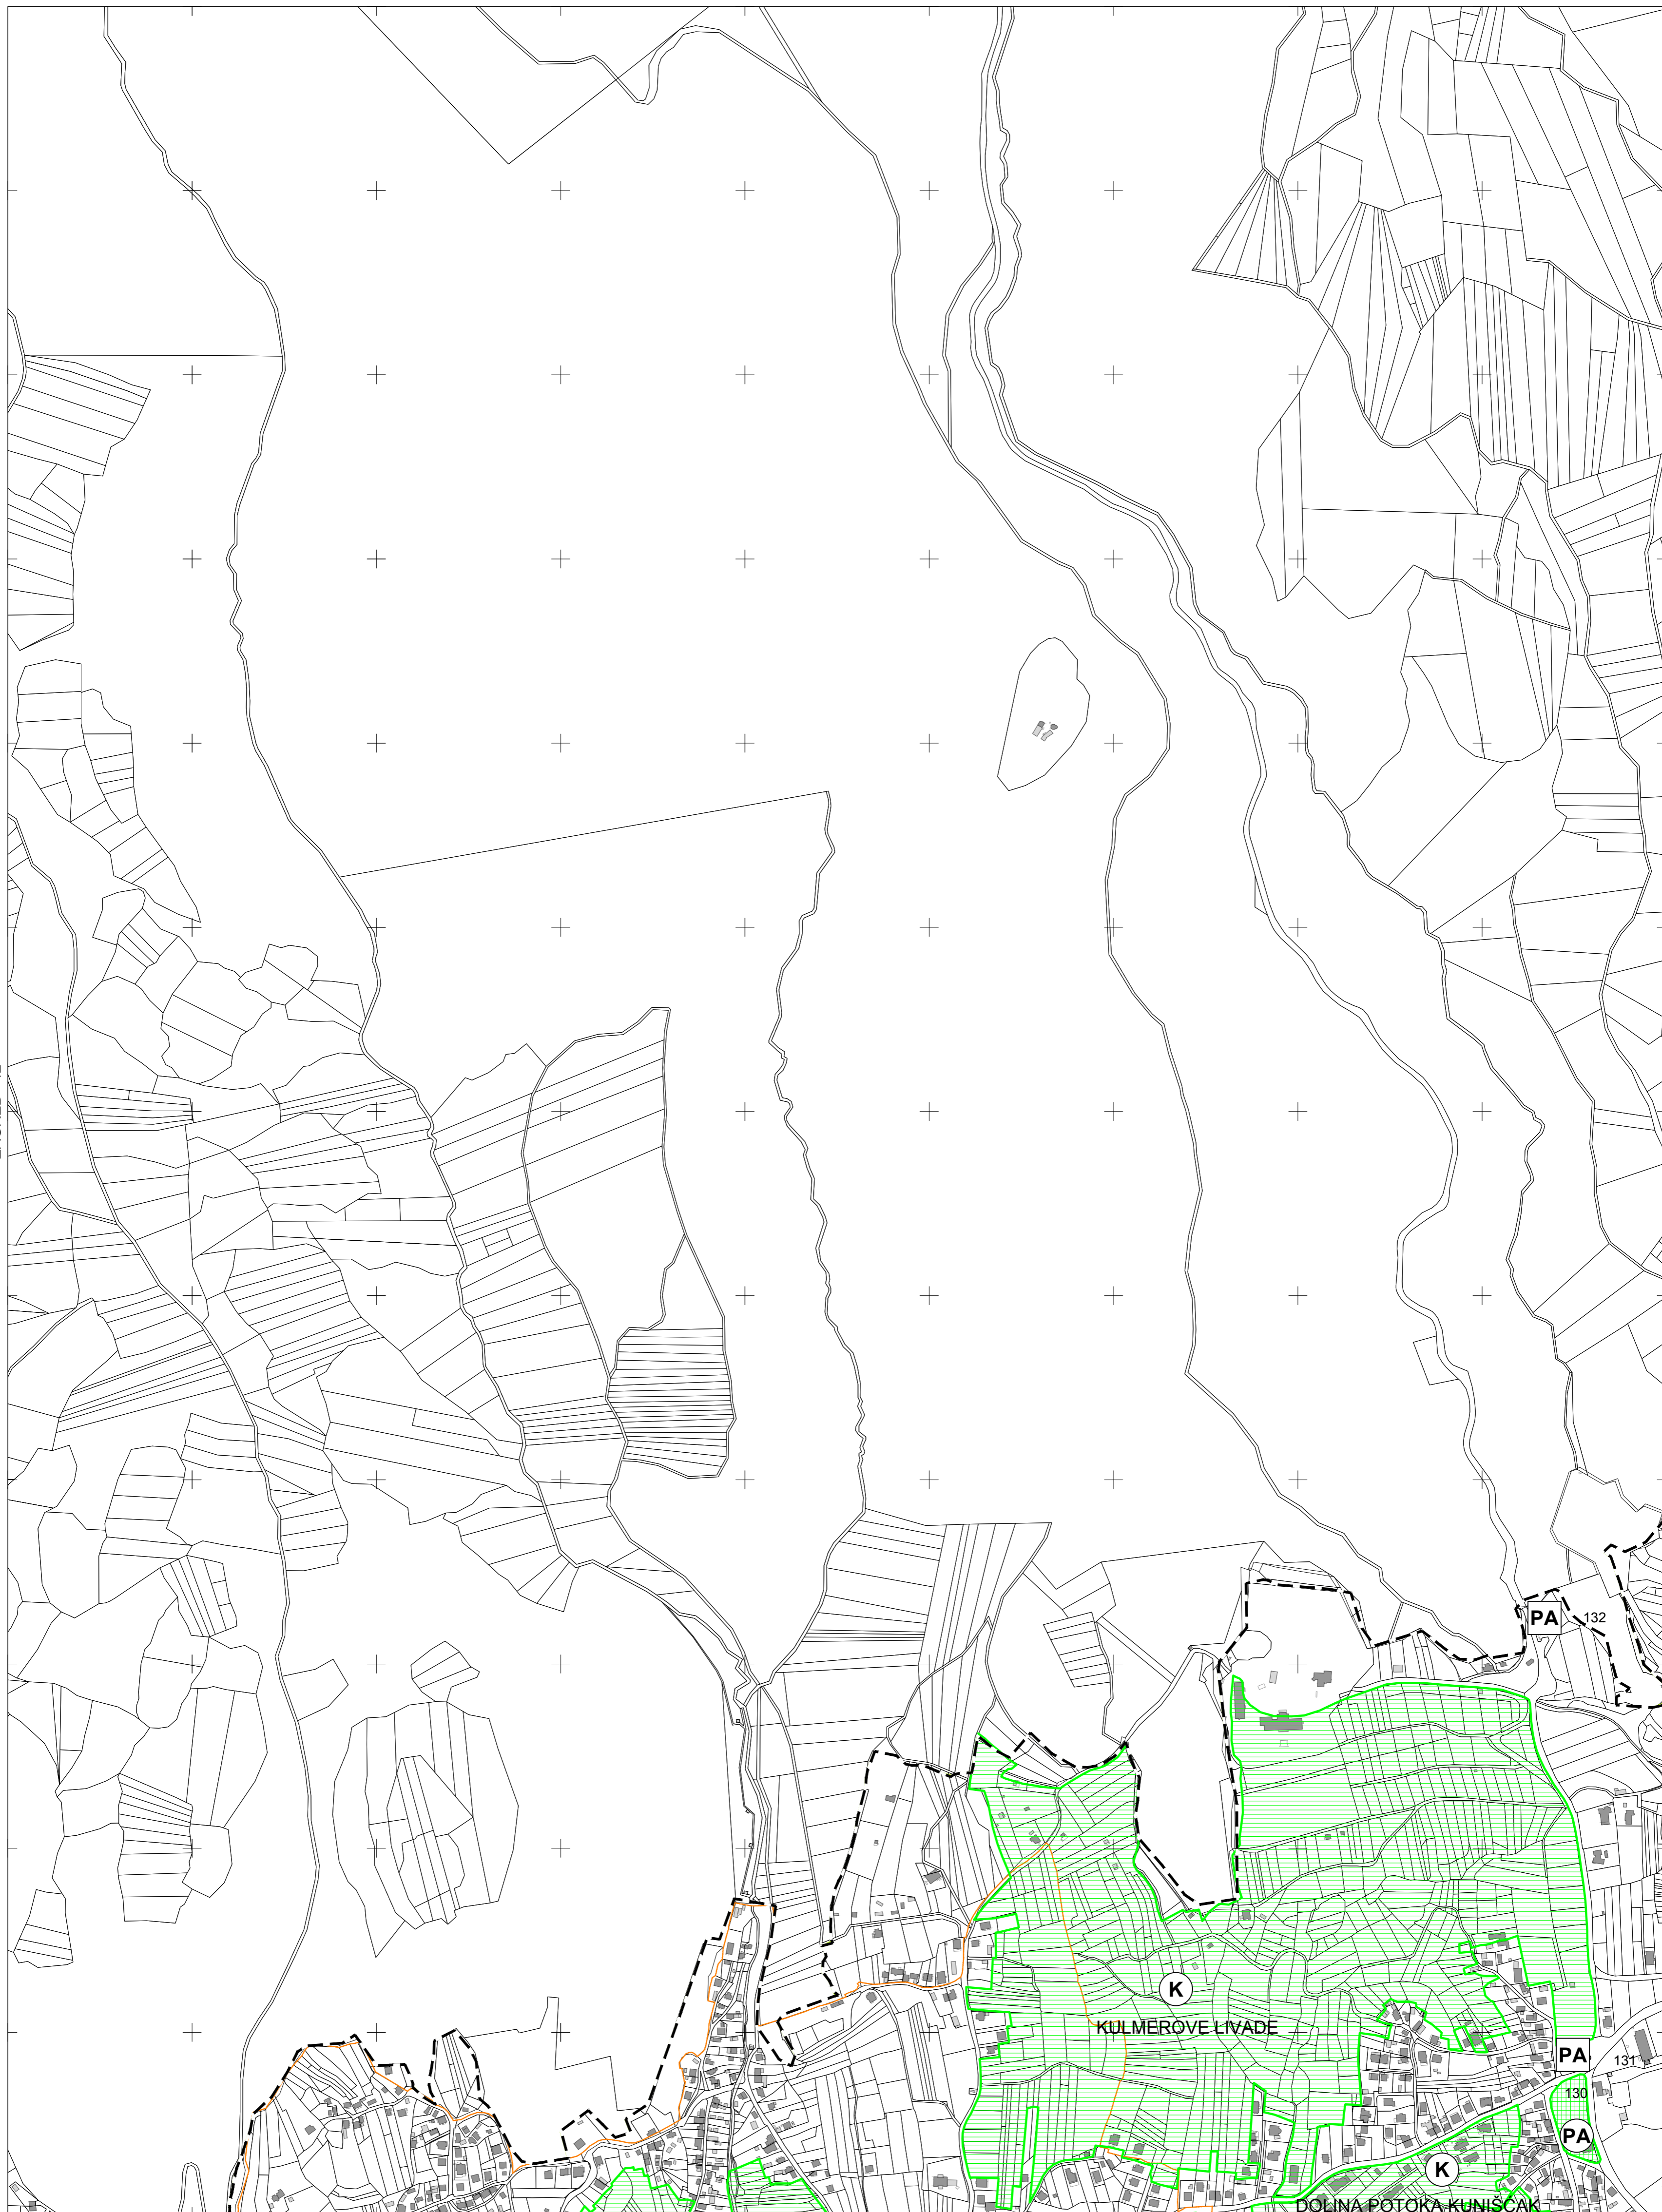 PA
132
K
KULMEROVE LIVADE
PA
131
130
PA
K
DOLINA POTOKA KUNIŠČAK